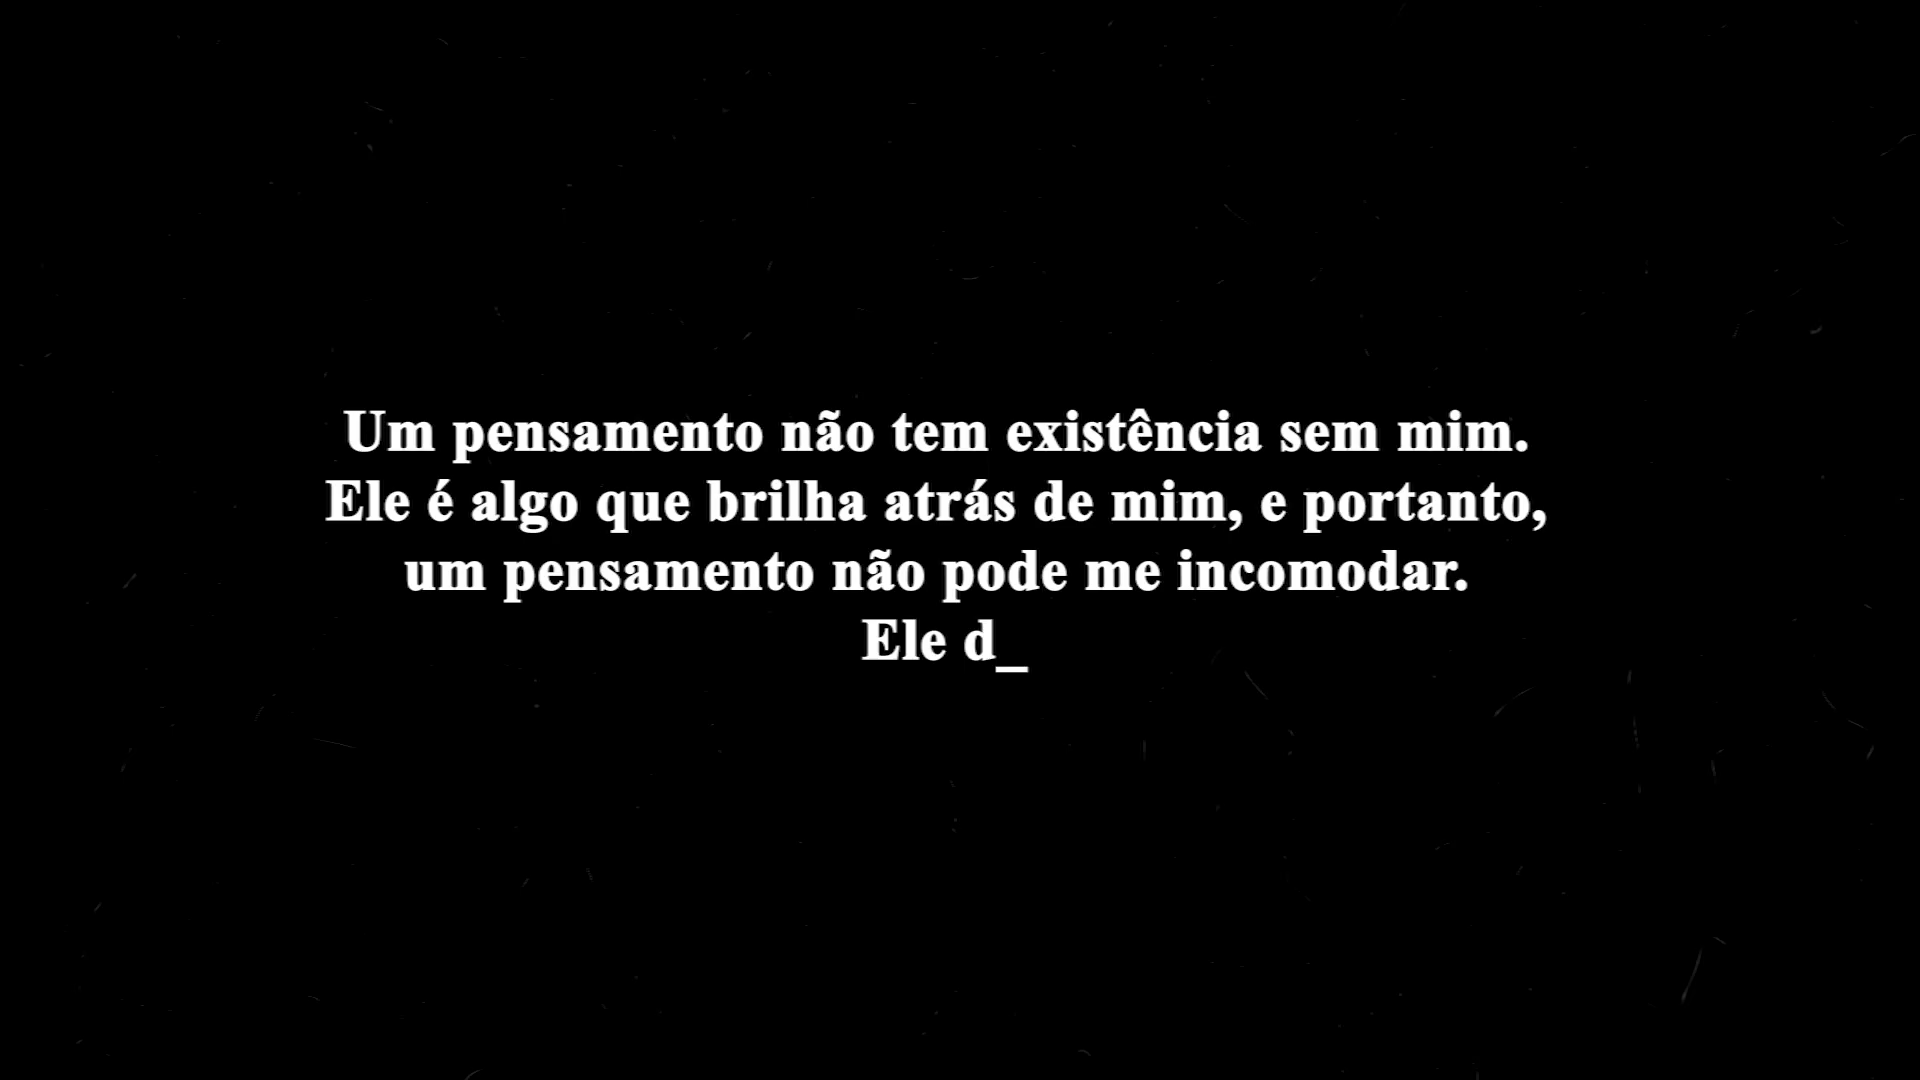 Um pensamento não tem existência sem mim.
Ele é algo que brilha atrás de mim, e portanto,
um pensamento não pode me incomodar.
Ele d_